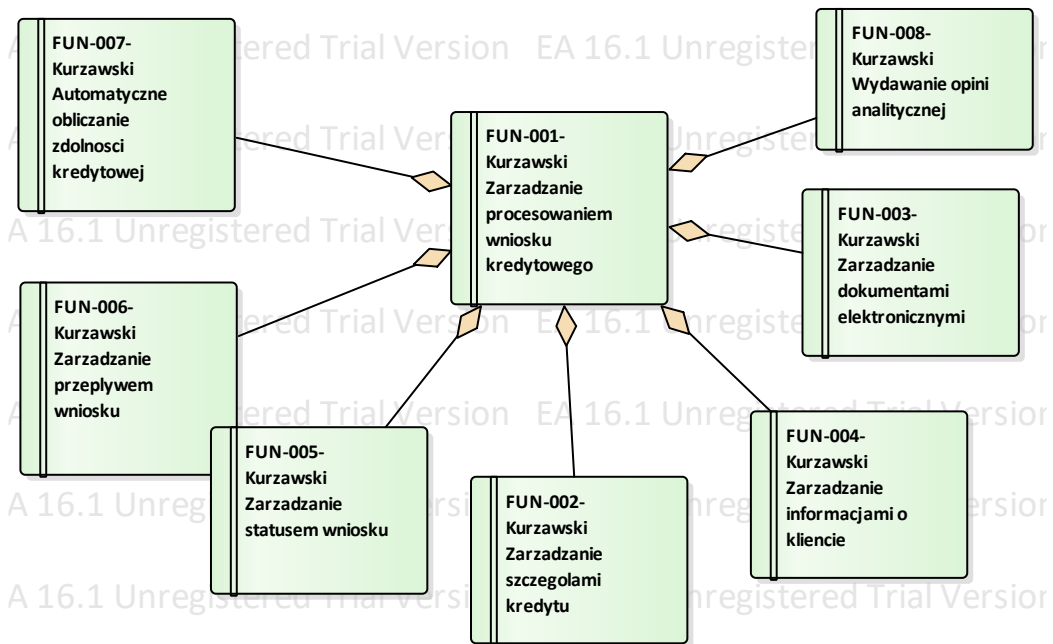 FUN-007-
Kurzawski
Automatyczne
obliczanie
zdolnosci
kredytowej
FUN-008-
Kurzawski
Wydawanie opini
analitycznej
FUN-001-
Kurzawski
Zarzadzanie
procesowaniem
wniosku
kredytowego
FUN-003-
Kurzawski
Zarzadzanie
dokumentami
elektronicznymi
FUN-006-
Kurzawski
Zarzadzanie
przeplywem
wniosku
FUN-005-
Kurzawski
Zarzadzanie
statusem wniosku
FUN-002-
Kurzawski
Zarzadzanie
szczegolami
kredytu
FUN-004-
Kurzawski
Zarzadzanie
informacjami o
kliencie
EA 16.1 Unregistered Trial Version